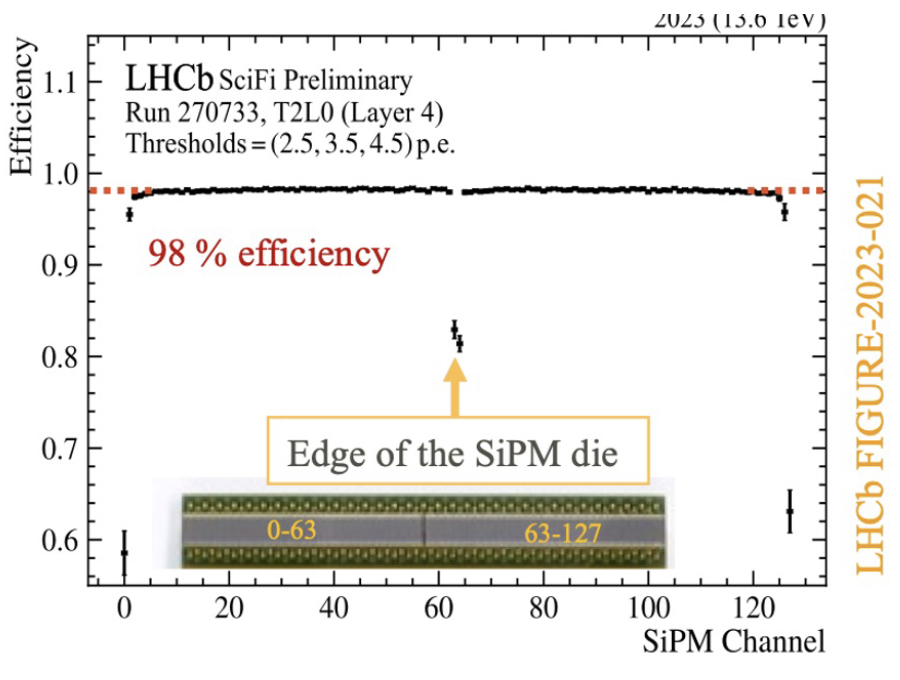 2023 (13.6 TeV)
LHCb SciFi Preliminary
Run 270733, T2L0 (Layer 4)
Thresholds = (2.5, 3.5, 4.5) p.e.
Efficiency
1.1
1.0
0.9
0.8
0.7
0.6
98 % efficiency
Edge of the SiPM die
0-63
63-127
0
20
40
60
80
100
120
SiPM Channel
LHCb FIGURE-2023-021